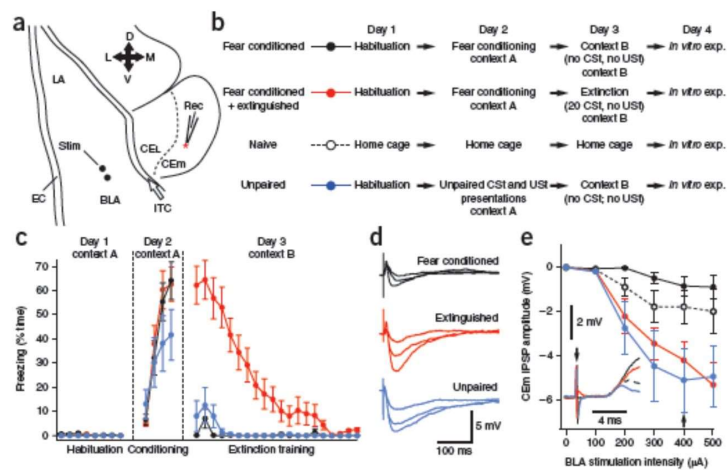 a
D
L
M
V
LA
Rec
Stim
CEL
CEm
EC
BLA
ITC
b
Day 1
Day 2
Day 3
Day 4
Fear conditioned
Habituation
Fear conditioning
context A
Context B
(no CSt, no USt)
context B
In vitro exp.
Fear conditioned
+ extinguished
Habituation
Fear conditioning
context A
Extinction
(20 CSt, no USt)
context B
In vitro exp.
Naive
Home cage
Home cage
Home cage
In vitro exp.
Unpaired
Habituation
Unpaired CSt and USt
presentations
context A
Context B
(no CSt; no USt)
In vitro exp.
c
Day 1
context A
Day 2
context A
Day 3
context B
Freezing (% time)
70
60
50
40
30
20
10
0
Habituation
Conditioning
Extinction training
d
Fear conditioned
Extinguished
Unpaired
5 mV
100 ms
e
CEm IPSP amplitude (mV)
0
–2
–4
–6
2 mV
4 ms
0
100
200
300
400
500
BLA stimulation intensity (μA)